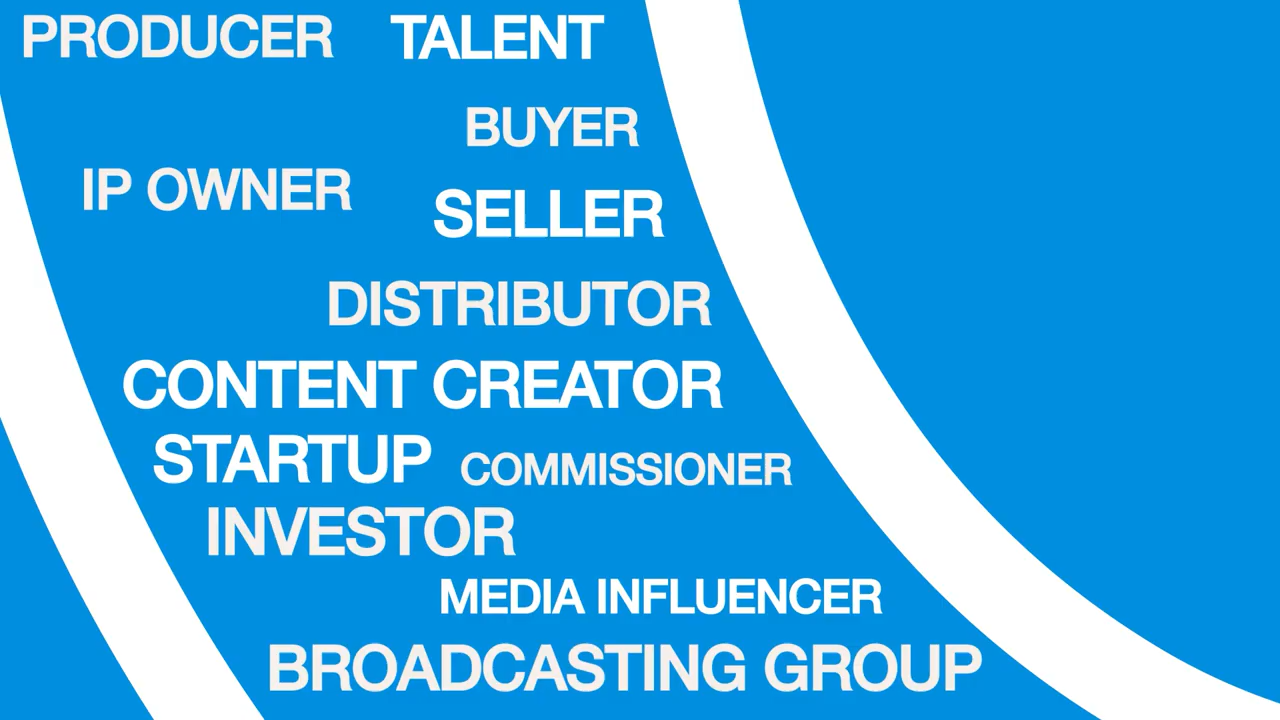 PRODUCER TALENT
BUYER
IP OWNER
SELLER
DISTRIBUTOR
CONTENT CREATOR
STARTUP COMMISSIONER
INVESTOR
MEDIA INFLUENCER
BROADCASTING GROUP